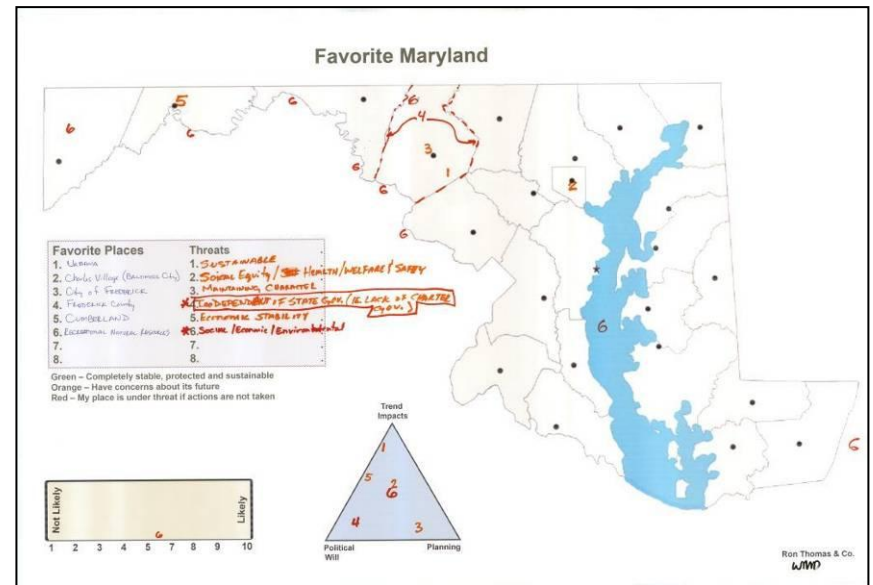 Favorite Maryland
5
6
6
6
6
4
3
1
6
6
2
6
6
6
Favorite Places
1. URBANA
2. Charles Village (Baltimore City)
3. City of FREDERICK
4. FREDERICK County
5. CUMBERLAND
6. RECREATIONAL NATURAL RESOURCES
7.
8.
Threats
1. SUSTAINABLE
2. Social Equity / HEALTH/WELFARE & SAFETY
3. MAINTAINING CHARACTER
4. INDEPENDENT OF STATE GOV. / IE LACK OF CHARTER
GOV.)
5. ECONOMIC STABILITY
*6. Social/Economic/Environmental
7.
8.
Green – Completely stable, protected and sustainable
Orange – Have concerns about its future
Red – My place is under threat if actions are not taken
Not Likely
Likely
6
1 2 3 4 5 6 7 8 9 10
Trend
Impacts
1
5
2
6
4
3
Political
Will
Planning
Ron Thomas & Co.